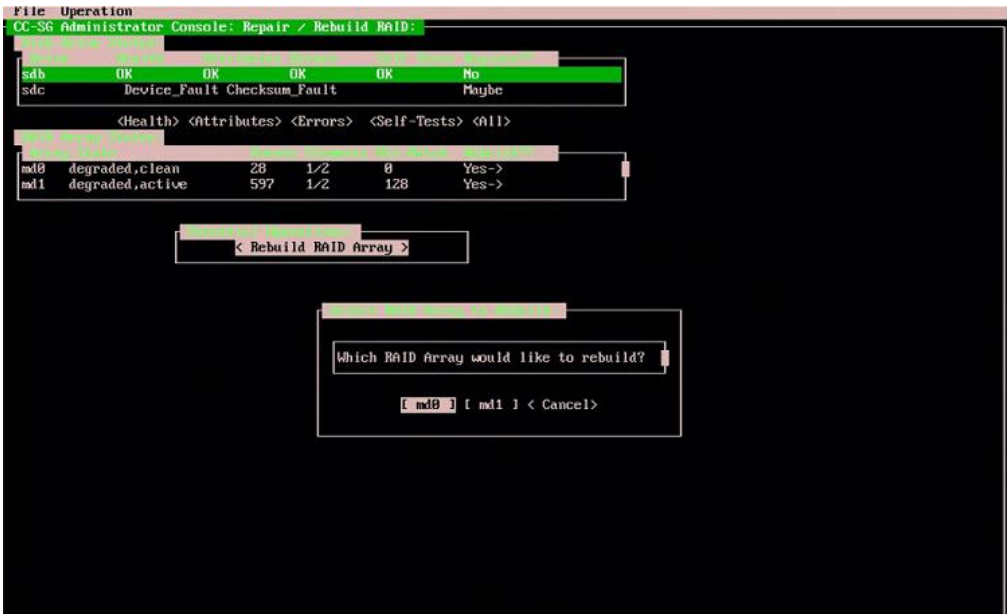 File Operation
CC-SG Administrator Console: Repair / Rebuild RAID:
sdb OK OK OK OK No
sdc Device_Fault Checksum_Fault Maybe
<Health> <Attributes> <Errors> <Self-Tests> <All>
md0 degraded,clean 28 1/2 0 Yes->
md1 degraded,active 597 1/2 128 Yes->
< Rebuild RAID Array >
Which RAID Array would like to rebuild?
[ md0 ] [ md1 ] < Cancel>